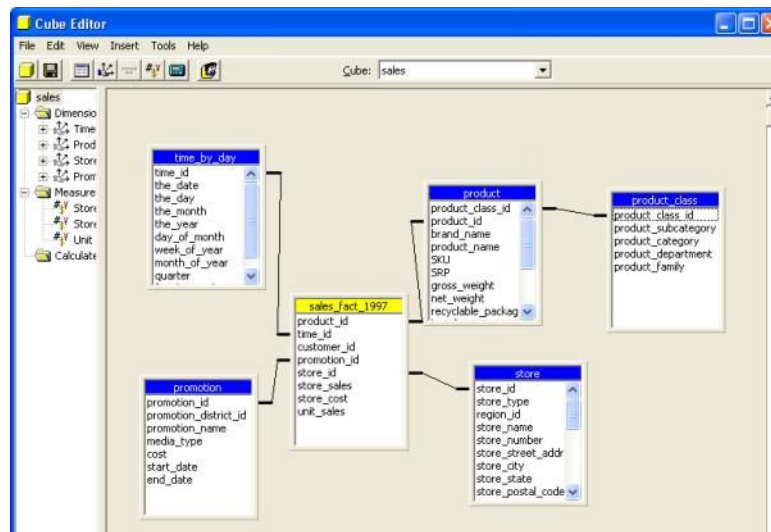 Cube Editor
File Edit View Insert Tools Help
Cube: sales
sales
Dimensio
Time
Prod
Store
Prom
Measure
Store
Store
Unit
Calculate
time_by_day
time_id
the_date
the_day
the_month
the_year
day_of_month
week_of_year
month_of_year
quarter
product
product_class_id
product_id
brand_name
product_name
SKU
SRP
gross_weight
net_weight
recyclable_packag
product_class
product_class_id
product_subcategory
product_category
product_department
product_family
sales_fact_1997
product_id
time_id
customer_id
promotion_id
store_id
store_sales
store_cost
unit_sales
promotion
promotion_id
promotion_district_id
promotion_name
media_type
cost
start_date
end_date
store
store_id
store_type
region_id
store_name
store_number
store_street_addr
store_city
store_state
store_postal_code